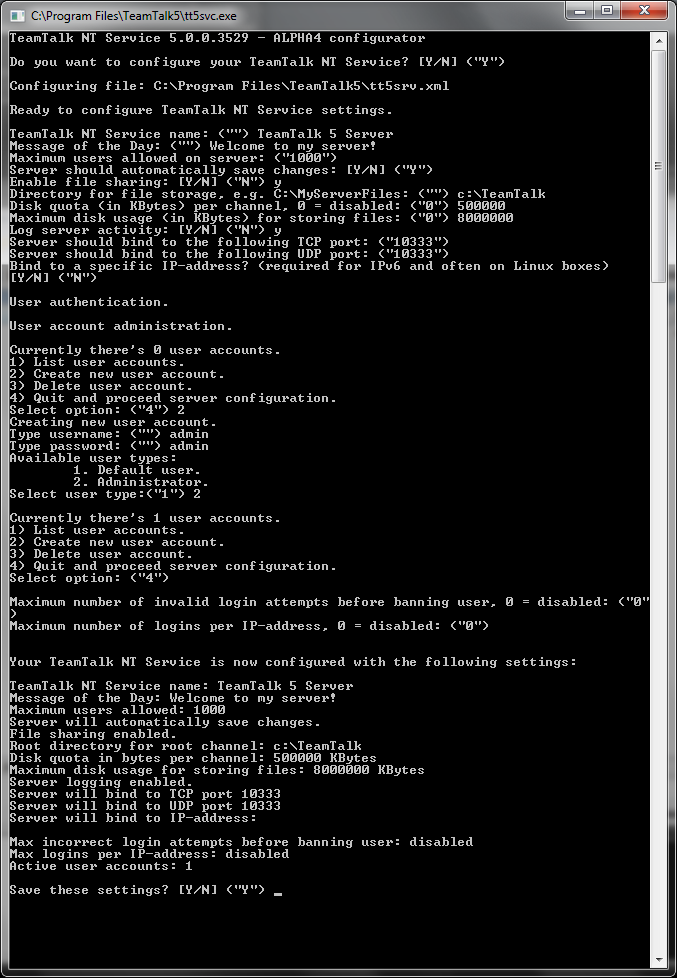 C:\Program Files\TeamTalk5\tt5svc.exe
TeamTalk NT Service 5.0.0.3529 - ALPHA4 configurator
Do you want to configure your TeamTalk NT Service? [Y/N] ("Y")
Configuring file: C:\Program Files\TeamTalk5\tt5srv.xml
Ready to configure TeamTalk NT Service settings.
TeamTalk NT Service name: ("") TeamTalk 5 Server
Message of the Day: ("") Welcome to my server!
Maximum users allowed on server: ("1000")
Server should automatically save changes: [Y/N] ("Y")
Enable file sharing: [Y/N] ("N") y
Directory for file storage, e.g. C:\MyServerFiles: ("") c:\TeamTalk
Disk quota (in KBytes) per channel, 0 = disabled: ("0") 500000
Maximum disk usage (in KBytes) for storing files: ("0") 8000000
Log server activity: [Y/N] ("N") y
Server should bind to the following TCP port: ("10333")
Server should bind to the following UDP port: ("10333")
Bind to a specific IP-address? (required for IPv6 and often on Linux boxes)
[Y/N] ("N")
User authentication.
User account administration.
Currently there's 0 user accounts.
1) List user accounts.
2) Create new user account.
3) Delete user account.
4) Quit and proceed server configuration.
Select option: ("4") 2
Creating new user account.
Type username: ("") admin
Type password: ("") admin
Available user types:
1. Default user.
2. Administrator.
Select user type:("1") 2
Currently there's 1 user accounts.
1) List user accounts.
2) Create new user account.
3) Delete user account.
4) Quit and proceed server configuration.
Select option: ("4")
Maximum number of invalid login attempts before banning user, 0 = disabled: ("0"
)
Maximum number of logins per IP-address, 0 = disabled: ("0")
Your TeamTalk NT Service is now configured with the following settings:
TeamTalk NT Service name: TeamTalk 5 Server
Message of the Day: Welcome to my server!
Maximum users allowed: 1000
Server will automatically save changes.
File sharing enabled.
Root directory for root channel: c:\TeamTalk
Disk quota in bytes per channel: 500000 KBytes
Maximum disk usage for storing files: 8000000 KBytes
Server logging enabled.
Server will bind to TCP port 10333
Server will bind to UDP port 10333
Server will bind to IP-address:
Max incorrect login attempts before banning user: disabled
Max logins per IP-address: disabled
Active user accounts: 1
Save these settings? [Y/N] ("Y") _